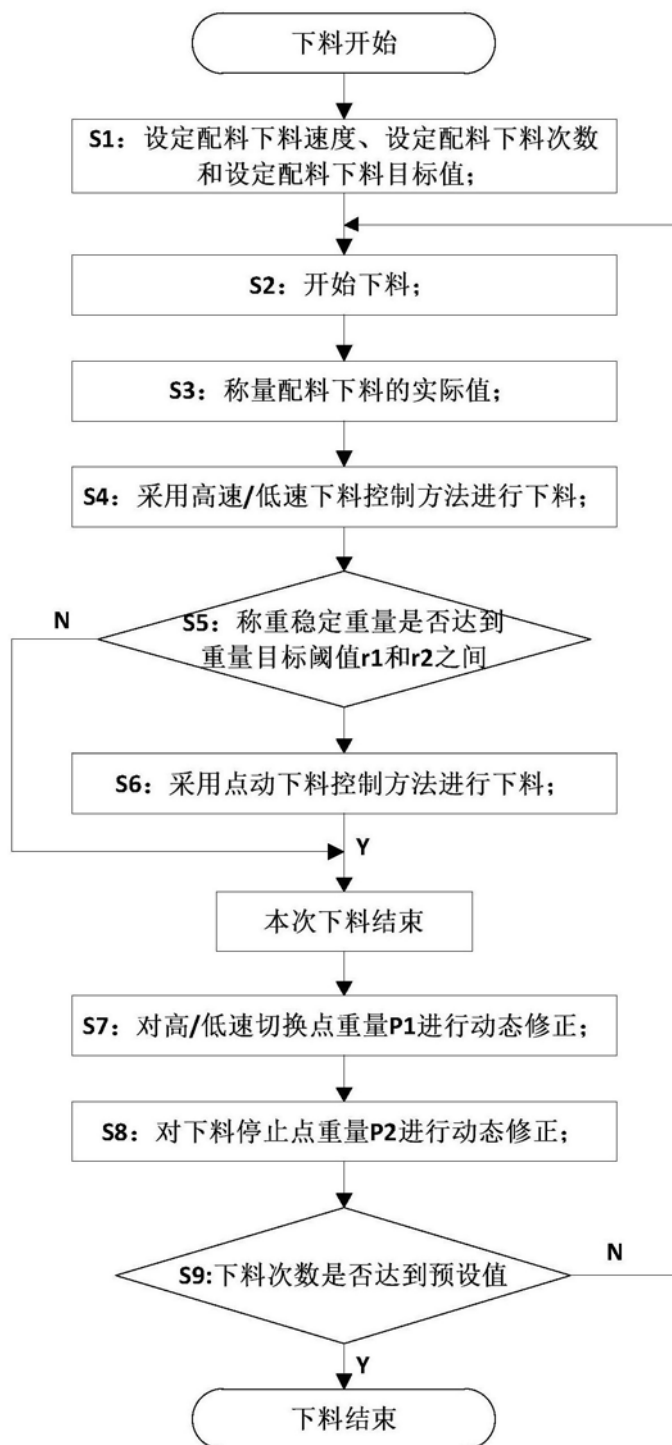 下料开始
S1：设定配料下料速度、设定配料下料次数
和设定配料下料目标值；
S2：开始下料；
S3：称量配料下料的实际值；
S4：采用高速/低速下料控制方法进行下料；
N
S5：称重稳定重量是否达到
重量目标阈值r1和r2之间
S6：采用点动下料控制方法进行下料；
Y
本次下料结束
S7：对高/低速切换点重量P1进行动态修正；
S8：对下料停止点重量P2进行动态修正；
N
S9:下料次数是否达到预设值
Y
下料结束